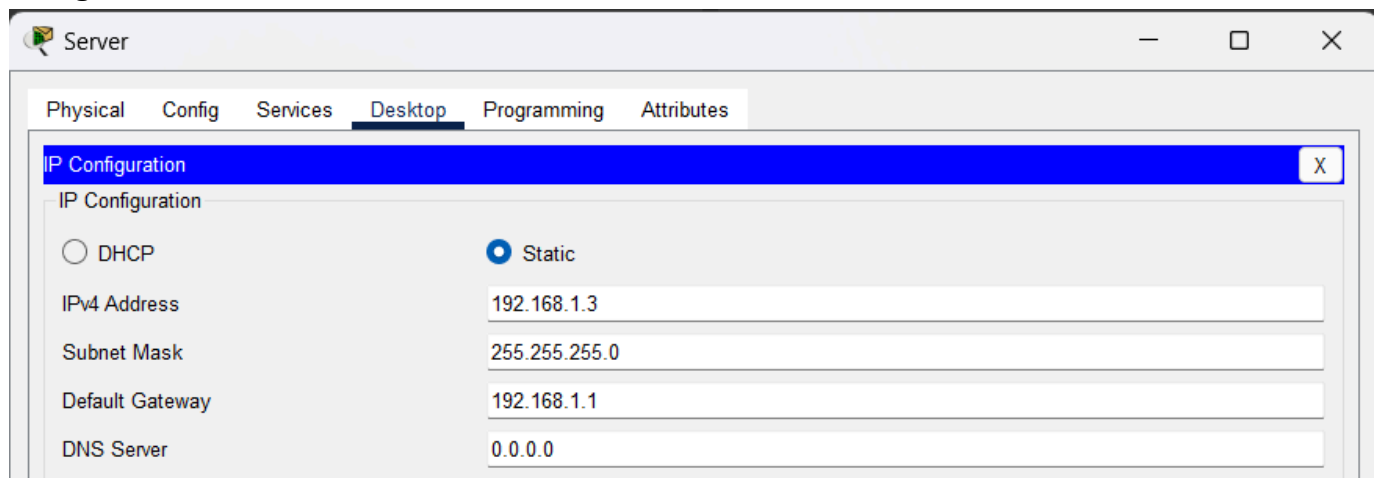 Server
Physical Config Services Desktop Programming Attributes
IP Configuration X
IP Configuration
DHCP Static
IPv4 Address 192.168.1.3
Subnet Mask 255.255.255.0
Default Gateway 192.168.1.1
DNS Server 0.0.0.0